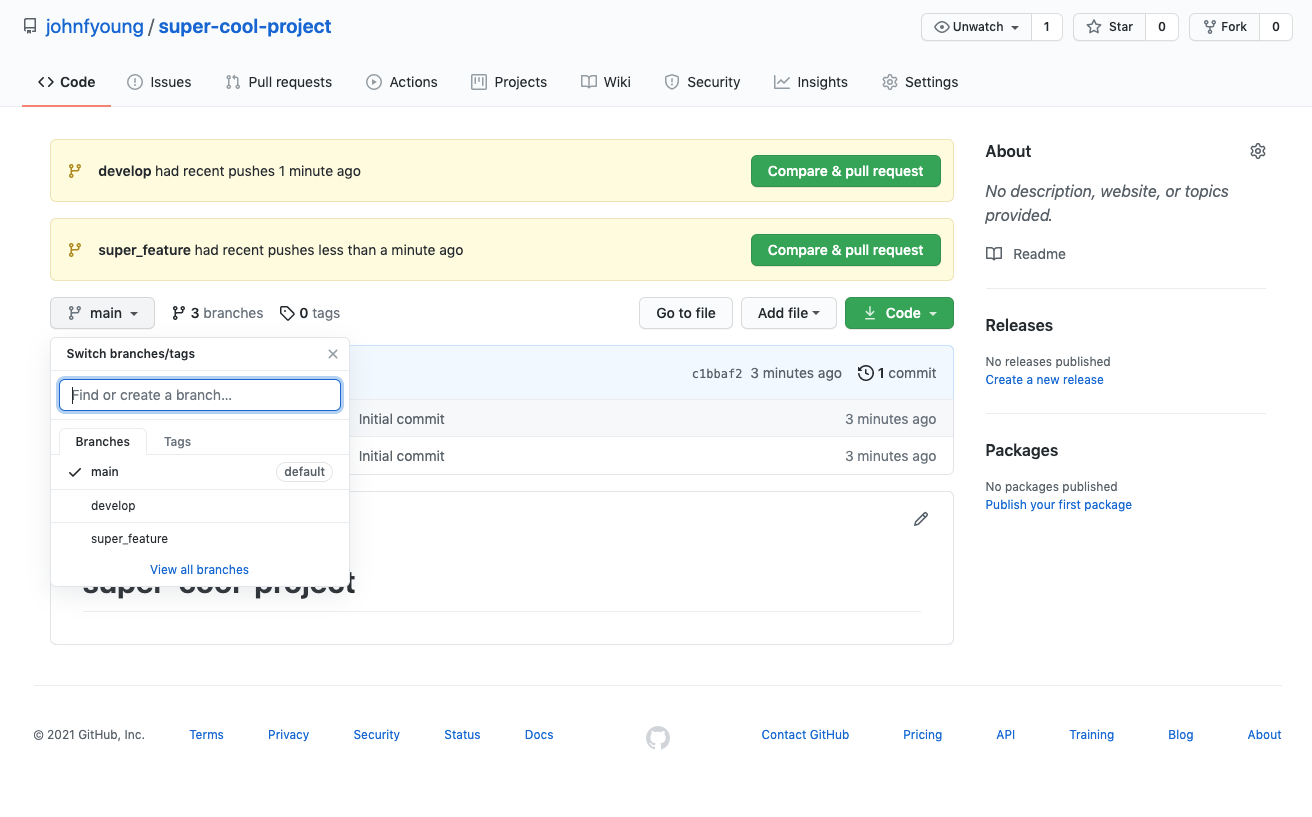 johnfyoung / super-cool-project
Unwatch 1 Star 0 Fork 0
Code Issues Pull requests Actions Projects Wiki Security Insights Settings
develop had recent pushes 1 minute ago Compare & pull request
super_feature had recent pushes less than a minute ago Compare & pull request
main 3 branches 0 tags Go to file Add file Code
Switch branches/tags
Find or create a branch...
Branches Tags
main default
develop
super_feature
View all branches
c1bbaf2 3 minutes ago 1 commit
Initial commit 3 minutes ago
Initial commit 3 minutes ago
super-cool-project
About
No description, website, or topics
provided.
Readme
Releases
No releases published
Create a new release
Packages
No packages published
Publish your first package
© 2021 GitHub, Inc. Terms Privacy Security Status Docs Contact GitHub Pricing API Training Blog About